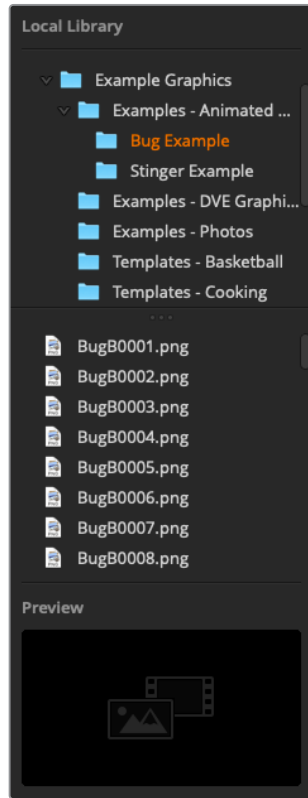 Local Library
Example Graphics
Examples - Animated ...
Bug Example
Stinger Example
Examples - DVE Graphi...
Examples - Photos
Templates - Basketball
Templates - Cooking
BugB0001.png
BugB0002.png
BugB0003.png
BugB0004.png
BugB0005.png
BugB0006.png
BugB0007.png
BugB0008.png
Preview